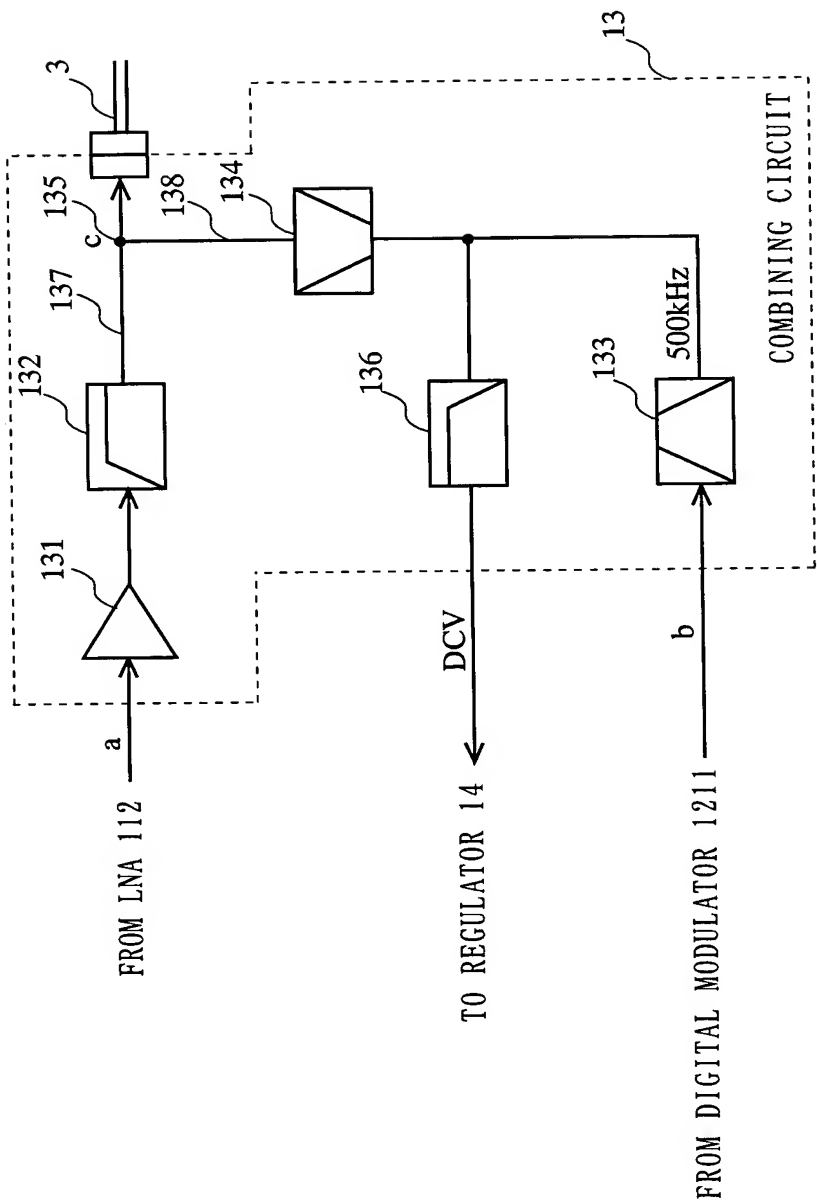 13
3
135
c
138
134
137
132
131
a
FROM LNA 112
136
DCV
TO REGULATOR 14
500kHz
133
b
FROM DIGITAL MODULATOR 1211
COMBINING CIRCUIT